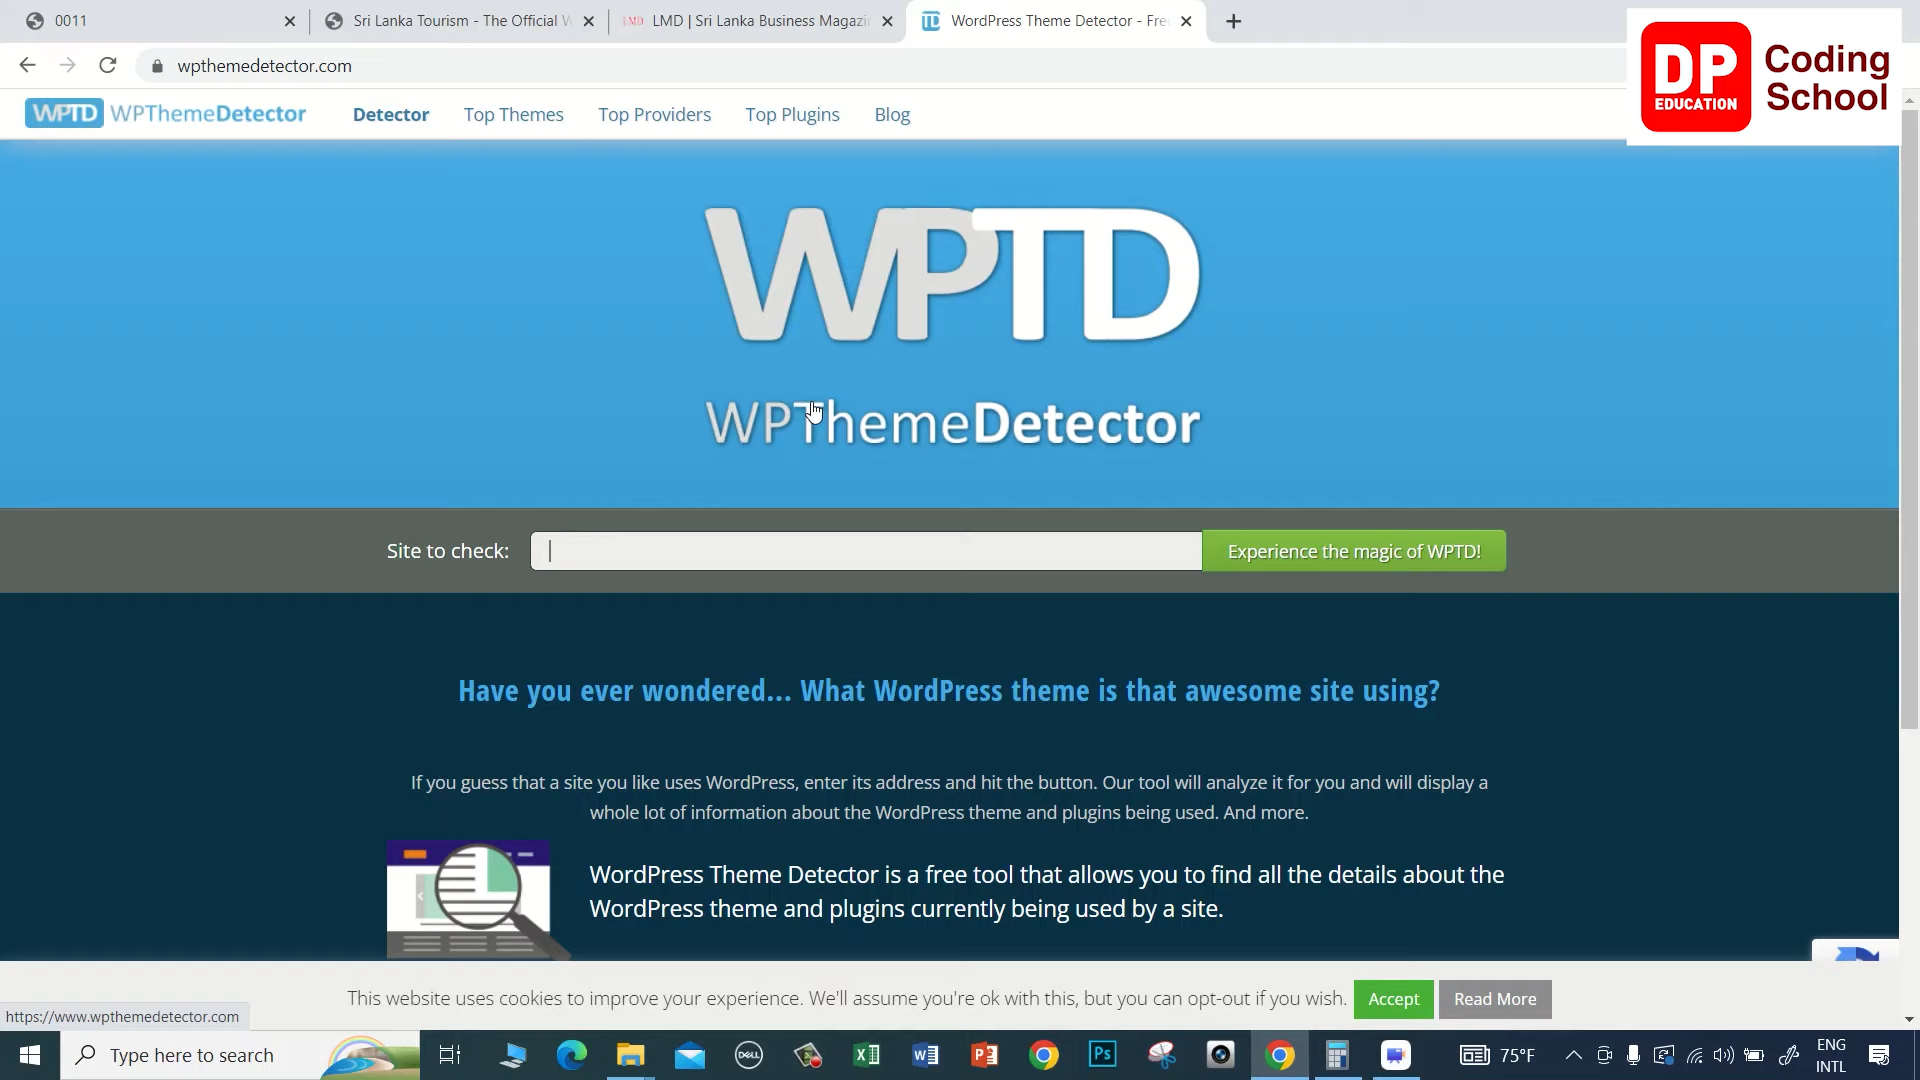 0011
Sri Lanka Tourism - The Official W
LMD | Sri Lanka Business Magazin
WordPress Theme Detector - Fre
DP
EDUCATION
Coding
School
wpthemedetector.com
WPTD WPThemeDetector
Detector
Top Themes
Top Providers
Top Plugins
Blog
WPTD
WPThemeDetector
Site to check:
Experience the magic of WPTD!
Have you ever wondered... What WordPress theme is that awesome site using?
If you guess that a site you like uses WordPress, enter its address and hit the button. Our tool will analyze it for you and will display a
whole lot of information about the WordPress theme and plugins being used. And more.
WordPress Theme Detector is a free tool that allows you to find all the details about the
WordPress theme and plugins currently being used by a site.
This website uses cookies to improve your experience. We'll assume you're ok with this, but you can opt-out if you wish.
Accept
Read More
https://www.wpthemedetector.com
Type here to search
DELL
Ps
75°F
ENG
INTL